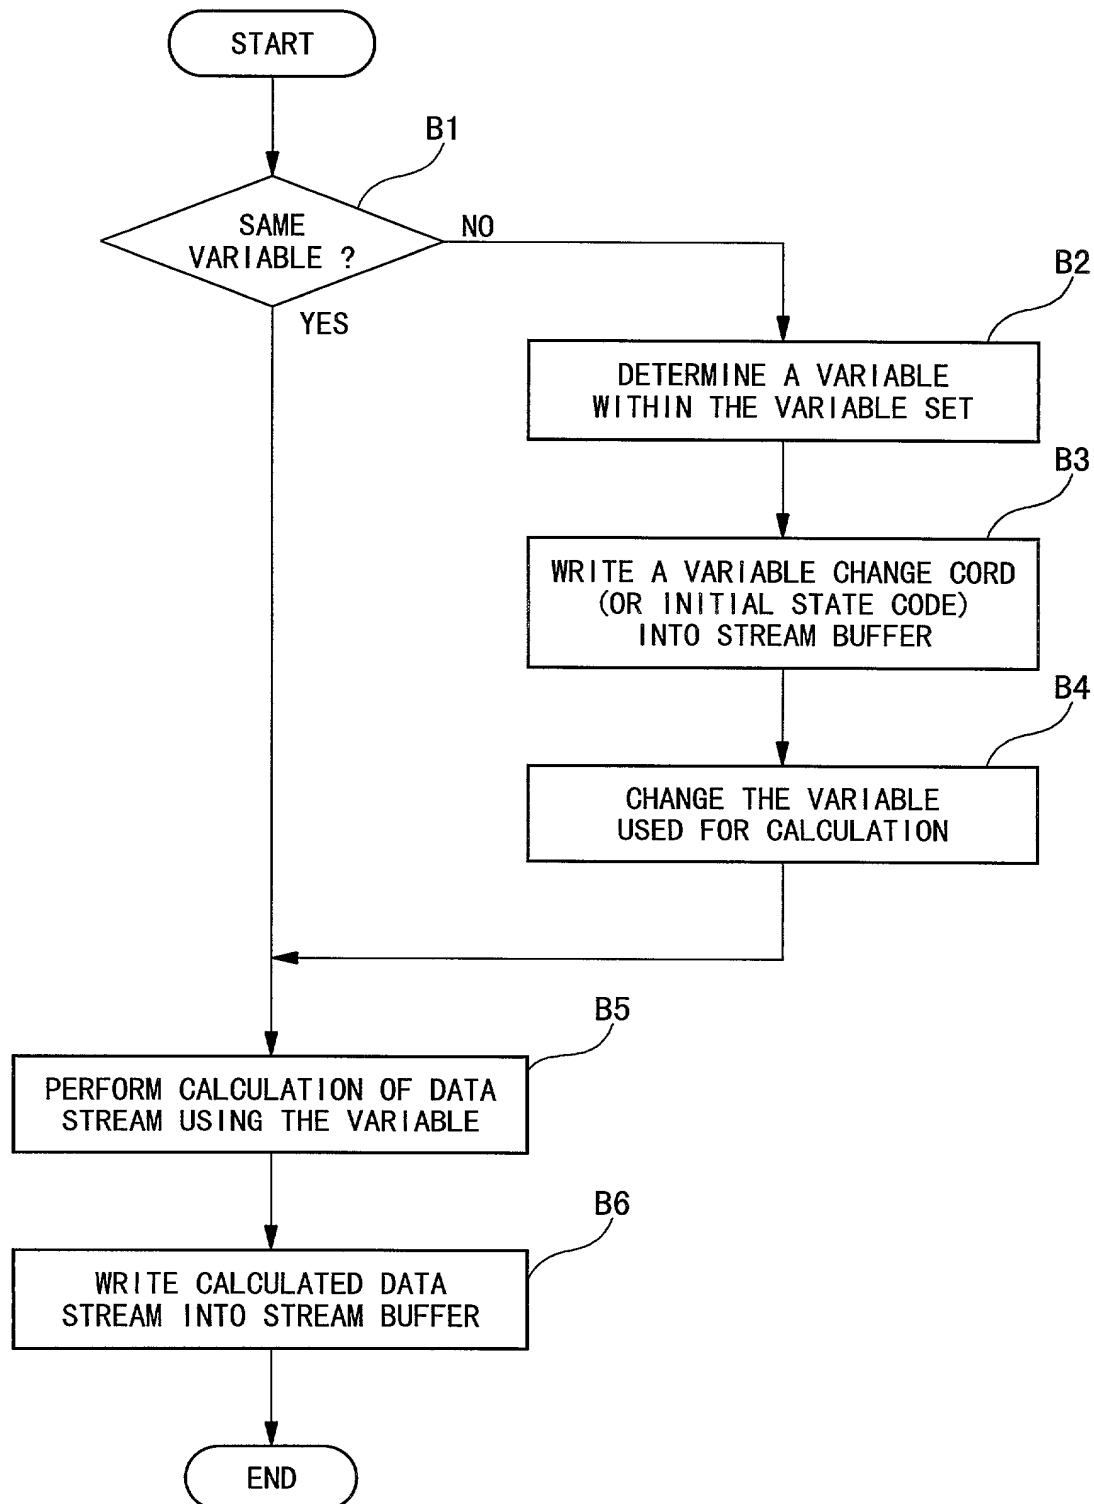 START
B1
SAME
VARIABLE ?
NO
YES
B2
DETERMINE A VARIABLE
WITHIN THE VARIABLE SET
B3
WRITE A VARIABLE CHANGE CORD
(OR INITIAL STATE CODE)
INTO STREAM BUFFER
B4
CHANGE THE VARIABLE
USED FOR CALCULATION
B5
PERFORM CALCULATION OF DATA
STREAM USING THE VARIABLE
B6
WRITE CALCULATED DATA
STREAM INTO STREAM BUFFER
END